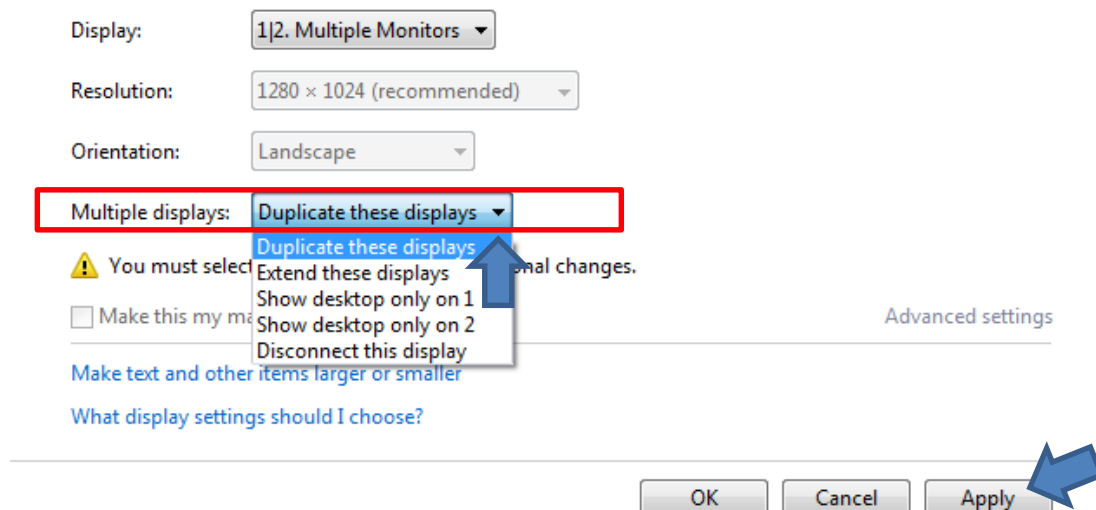 Display: 1|2. Multiple Monitors
Resolution: 1280 × 1024 (recommended)
Orientation: Landscape
Multiple displays: Duplicate these displays
Duplicate these displays
You must select onal changes.
Extend these displays
Show desktop only on 1
Make this my ma Advanced settings
Show desktop only on 2
Disconnect this display
Make text and other items larger or smaller
What display settings should I choose?
OK Cancel Apply